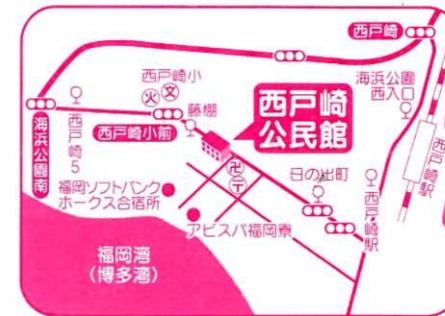 西戸崎
海浜公園
西入口
西戸崎小
火 文
藤棚
西戸崎
公民館
西戸崎小前
西戸崎5
海浜公園南
卍 〒
日の出町
西戸崎駅
西戸崎駅
福岡ソフトバンク
ホークス合宿所
アビスパ福岡寮
福岡湾
(博多湾)